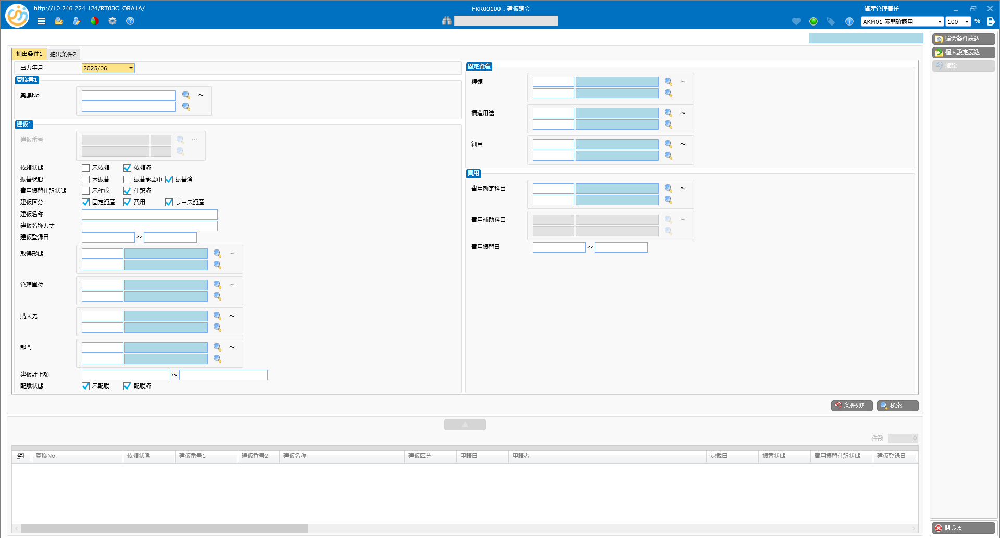 http://10.246.224.124/RT08C_ORA1A/
FKR00100：建仮照会
資産管理責任
AKM01 赤間確認用
100
%
照会条件読込
個人設定読込
解除
抽出条件1
抽出条件2
出力年月
2025/06
稟議書1
稟議No.
～
建仮1
建仮番号
～
依頼状態
未依頼
依頼済
振替状態
未振替
振替承認中
振替済
費用振替仕訳状態
未作成
仕訳済
建仮区分
固定資産
費用
リース資産
建仮名称
建仮名称カナ
建仮登録日
～
取得形態
～
管理単位
～
購入先
～
部門
～
建仮計上額
～
配賦状態
未配賦
配賦済
固定資産
種類
～
構造用途
～
細目
～
費用
費用勘定科目
～
費用補助科目
～
費用振替日
～
条件ｸﾘｱ
検索
件数
0
稟議No.
依頼状態
建仮番号1
建仮番号2
建仮名称
建仮区分
申請日
申請者
決裁日
振替状態
費用振替仕訳状態
建仮登録日
閉じる